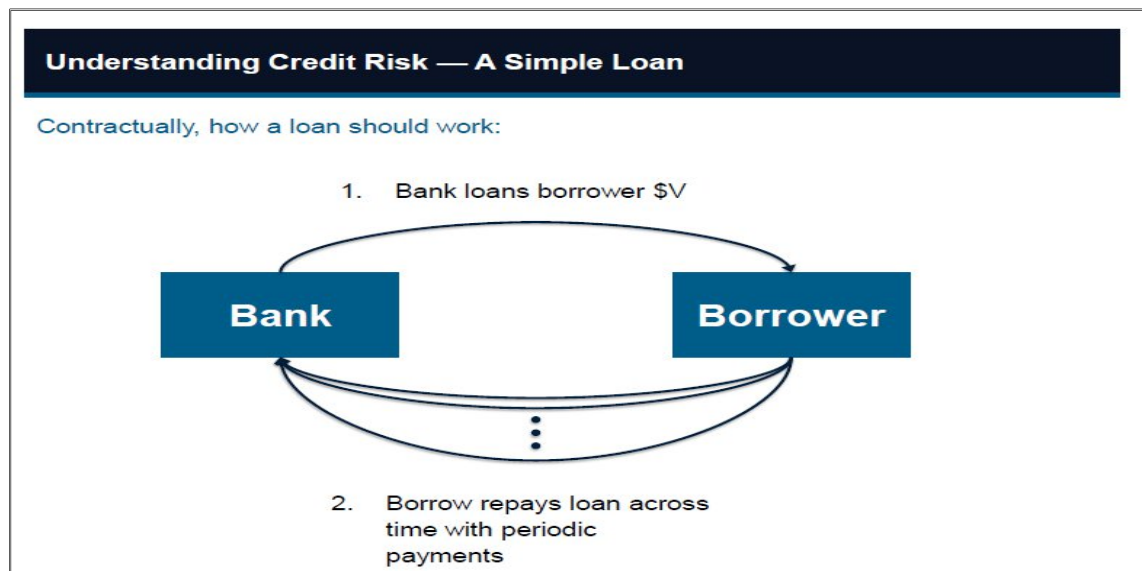 Understanding Credit Risk — A Simple Loan
Contractually, how a loan should work:
1. Bank loans borrower $V
Bank
Borrower
2. Borrow repays loan across
time with periodic
payments